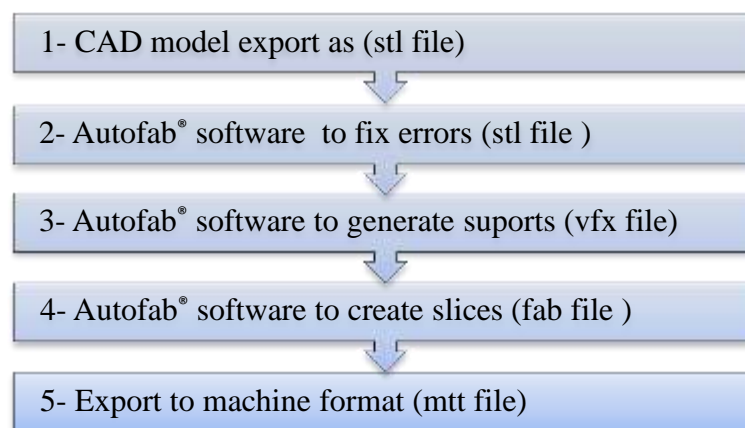 1- CAD model export as (stl file)
2- Autofab® software to fix errors (stl file )
3- Autofab® software to generate suports (vfx file)
4- Autofab® software to create slices (fab file )
5- Export to machine format (mtt file)